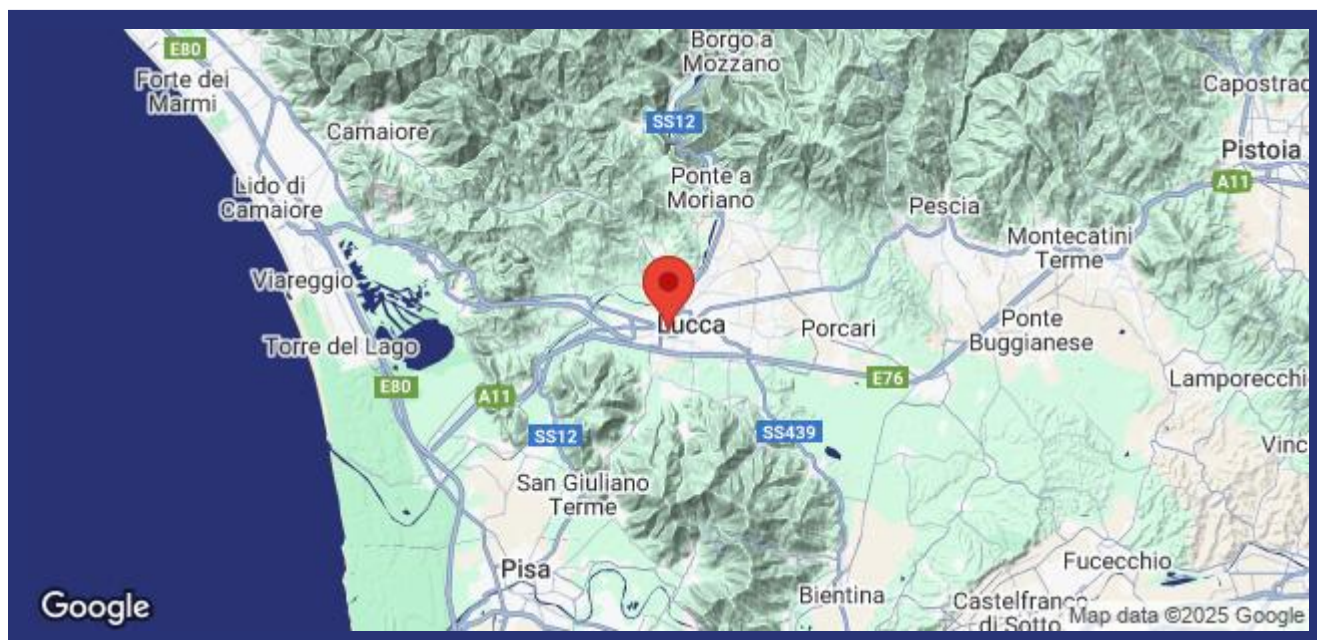 E80
Forte dei
Marmi
Borgo a
Mozzano
Capostrad
Camaiore
SS12
Pistoia
A11
Ponte a
Moriano
Lido di
Camaiore
Pescia
Montecatini
Terme
Viareggio
Lucca
Porcari
Ponte
Buggianese
Torre del Lago
E80
A11
E76
Lamporecchi
SS12
SS439
Vinc
San Giuliano
Terme
Pisa
Fucecchio
Bientina
Castelfranco
di Sotto
Google
Map data ©2025 Google